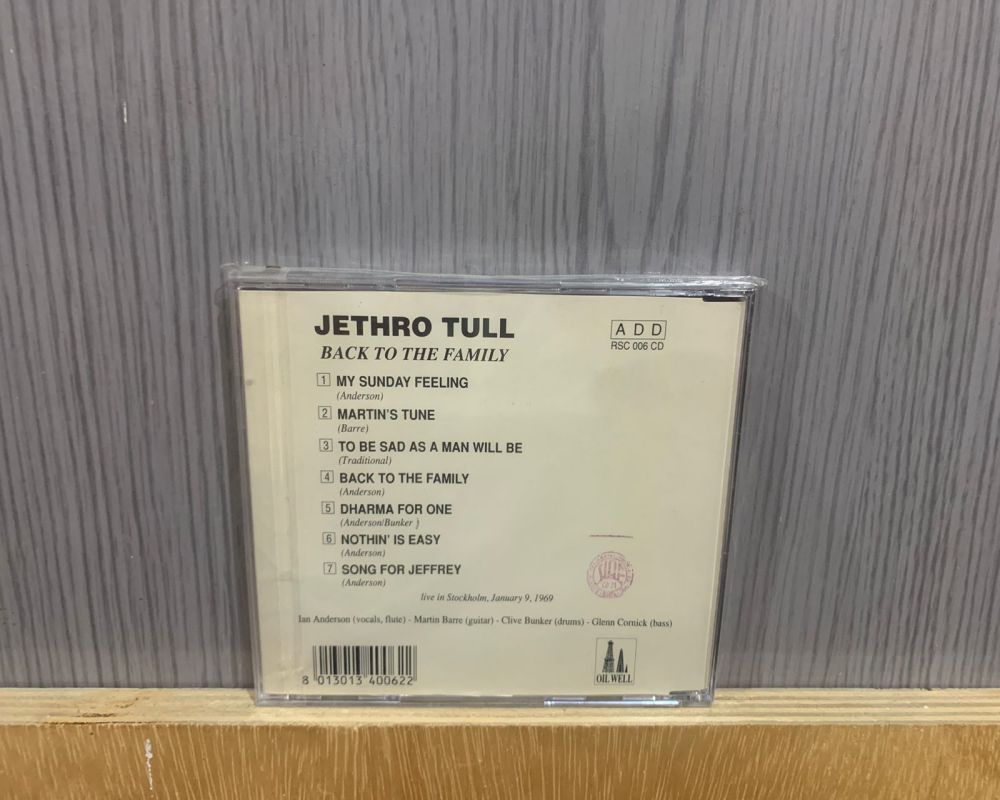 JETHRO TULL
BACK TO THE FAMILY
A D D
RSC 006 CD
1 MY SUNDAY FEELING
(Anderson)
2 MARTIN'S TUNE
(Barre)
3 TO BE SAD AS A MAN WILL BE
(Traditional)
4 BACK TO THE FAMILY
(Anderson)
5 DHARMA FOR ONE
(Anderson/Bunker )
6 NOTHIN' IS EASY
(Anderson)
7 SONG FOR JEFFREY
(Anderson)
live in Stockholm, January 9, 1969
Ian Anderson (vocals, flute) - Martin Barre (guitar) - Clive Bunker (drums) - Glenn Cornick (bass)
8 013013 400622
OIL WELL